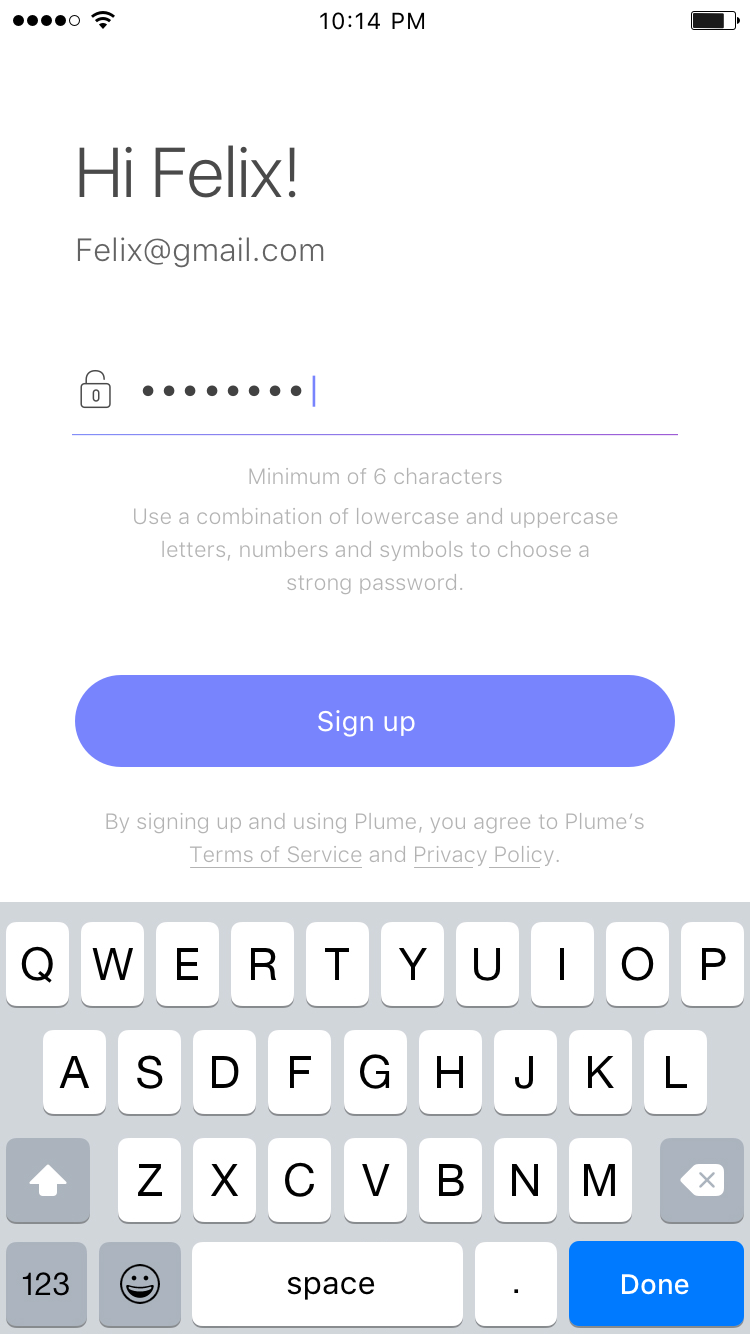 10:14 PM
Hi Felix!
Felix@gmail.com
••••••••
Minimum of 6 characters
Use a combination of lowercase and uppercase
letters, numbers and symbols to choose a
strong password.
Sign up
By signing up and using Plume, you agree to Plume’s
Terms of Service and Privacy Policy.
Q W E R T Y U I O P
A S D F G H J K L
Z X C V B N M
123 space . Done